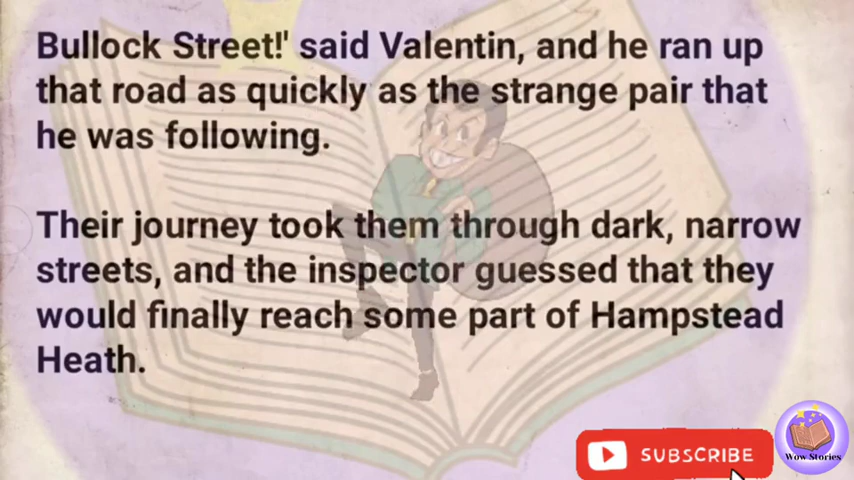 Bullock Street!' said Valentin, and he ran up
that road as quickly as the strange pair that
he was following.
Their journey took them through dark, narrow
streets, and the inspector guessed that they
would finally reach some part of Hampstead
Heath.
SUBSCRIBE
Wow Stories